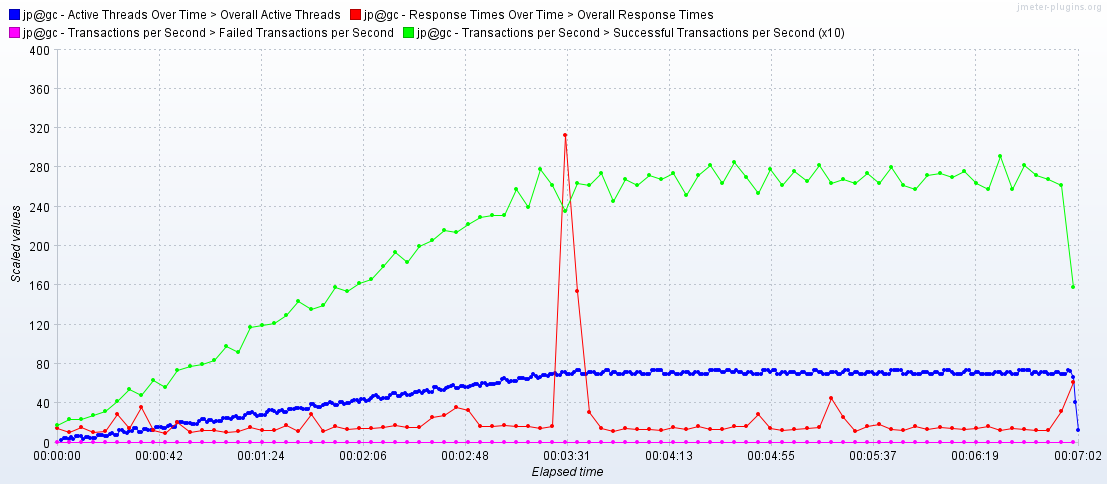 jmeter-plugins.org
jp@gc - Active Threads Over Time > Overall Active Threads jp@gc - Response Times Over Time > Overall Response Times
jp@gc - Transactions per Second > Failed Transactions per Second jp@gc - Transactions per Second > Successful Transactions per Second (x10)
400
360
320
280
240
200
160
120
80
40
0
Scaled values
00:00:00 00:00:42 00:01:24 00:02:06 00:02:48 00:03:31 00:04:13 00:04:55 00:05:37 00:06:19 00:07:02
Elapsed time